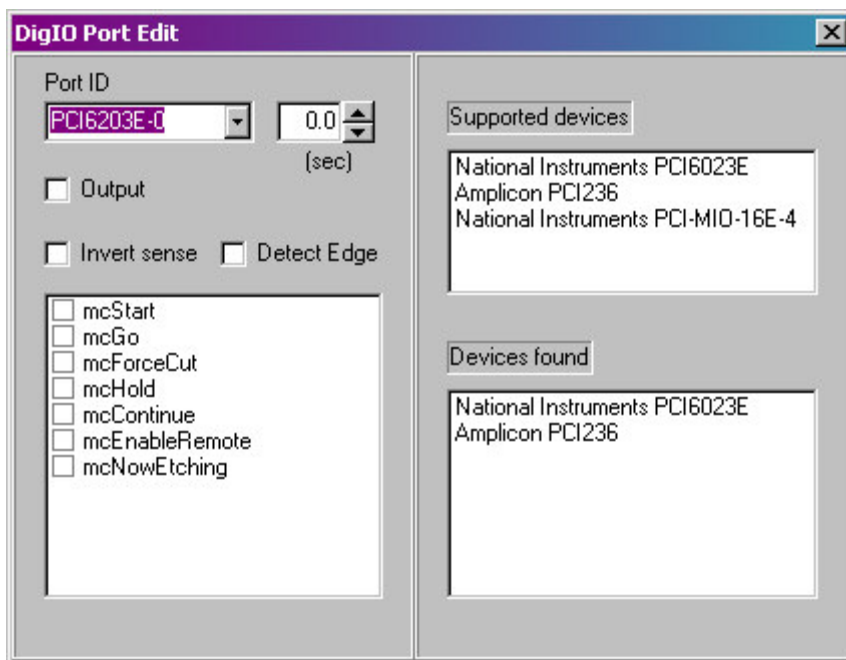 DigIO Port Edit
Port ID
PCI6203E-0
0.0
(sec)
Output
Invert sense
Detect Edge
mcStart
mcGo
mcForceCut
mcHold
mcContinue
mcEnableRemote
mcNowEtching
Supported devices
National Instruments PCI6023E
Amplicon PCI236
National Instruments PCI-MIO-16E-4
Devices found
National Instruments PCI6023E
Amplicon PCI236